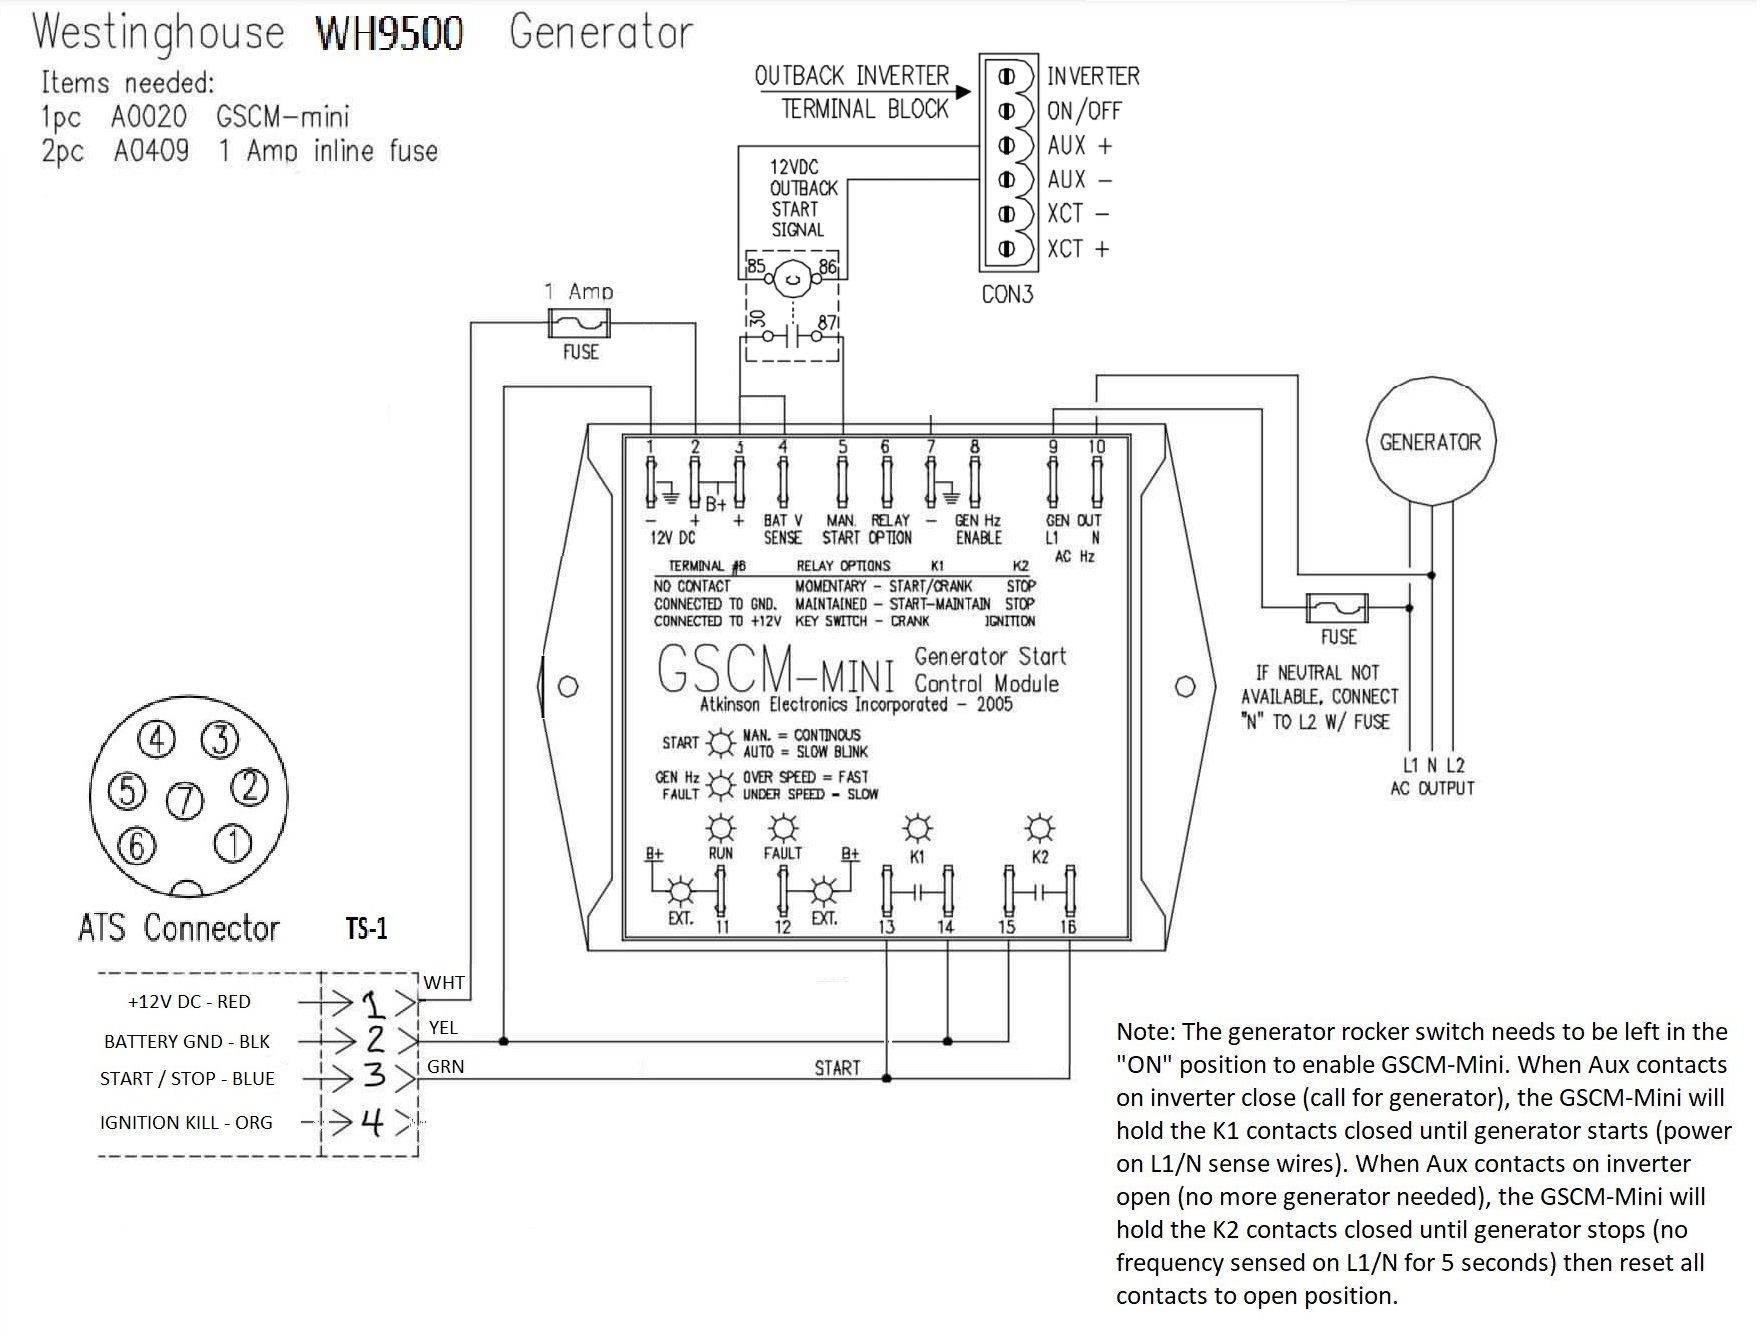 Westinghouse WH9500 Generator
Items needed:
1pc A0020 GSCM-mini
2pc A0409 1 Amp inline fuse
OUTBACK INVERTER
TERMINAL BLOCK
INVERTER
ON/OFF
AUX +
AUX -
XCT -
XCT +
CON3
12VDC
OUTBACK
START
SIGNAL
85 86
30 87
1 Amp
FUSE
1 2 3 4 5 6 7 8 9 10
B+
- + + BAT V MAN. RELAY - GEN Hz GEN OUT
12V DC SENSE START OPTION ENABLE L1 N
AC Hz
TERMINAL #6 RELAY OPTIONS K1 K2
NO CONTACT MOMENTARY - START/CRANK STOP
CONNECTED TO GND. MAINTAINED - START-MAINTAIN STOP
CONNECTED TO +12V KEY SWITCH - CRANK IGNITION
GSCM-MINI Generator Start
Control Module
Atkinson Electronics Incorporated - 2005
START MAN. = CONTINOUS
AUTO = SLOW BLINK
GEN Hz OVER SPEED = FAST
FAULT UNDER SPEED - SLOW
B+ RUN FAULT B+ K1 K2
EXT. 11 12 EXT. 13 14 15 16
GENERATOR
FUSE
IF NEUTRAL NOT
AVAILABLE, CONNECT
"N" TO L2 W/ FUSE
L1 N L2
AC OUTPUT
4 3
5 7 2
6 1
ATS Connector TS-1
+12V DC - RED 1 WHT
BATTERY GND - BLK 2 YEL
START / STOP - BLUE 3 GRN
IGNITION KILL - ORG 4
START
Note: The generator rocker switch needs to be left in the
"ON" position to enable GSCM-Mini. When Aux contacts
on inverter close (call for generator), the GSCM-Mini will
hold the K1 contacts closed until generator starts (power
on L1/N sense wires). When Aux contacts on inverter
open (no more generator needed), the GSCM-Mini will
hold the K2 contacts closed until generator stops (no
frequency sensed on L1/N for 5 seconds) then reset all
contacts to open position.